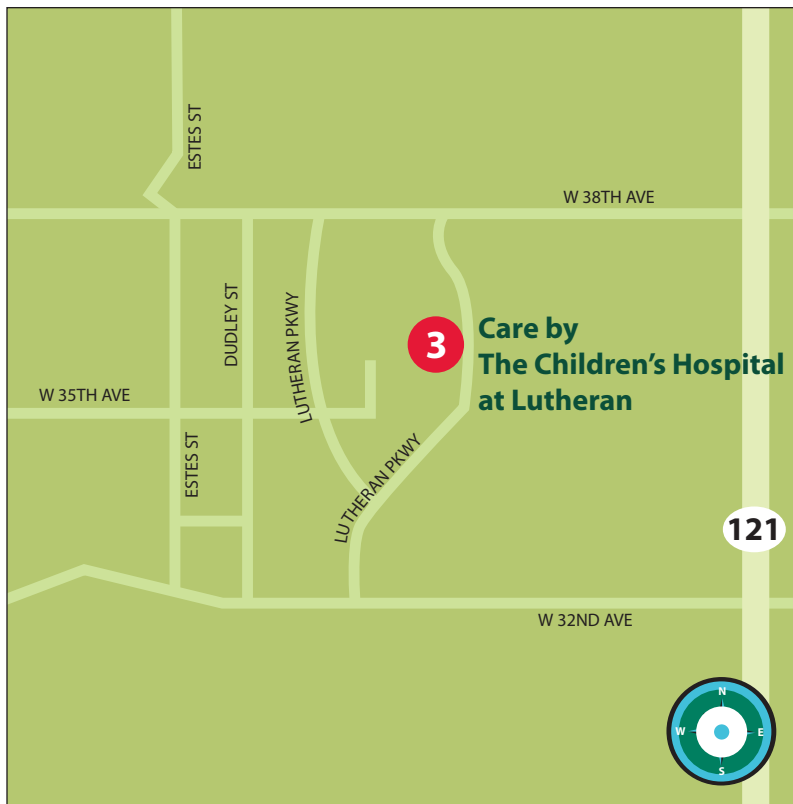 ESTES ST
W 38TH AVE
DUDLEY ST
LUTHERAN PKWY
3
Care by
The Children’s Hospital
at Lutheran
W 35TH AVE
ESTES ST
LUTHERAN PKWY
121
W 32ND AVE
N
W
E
S